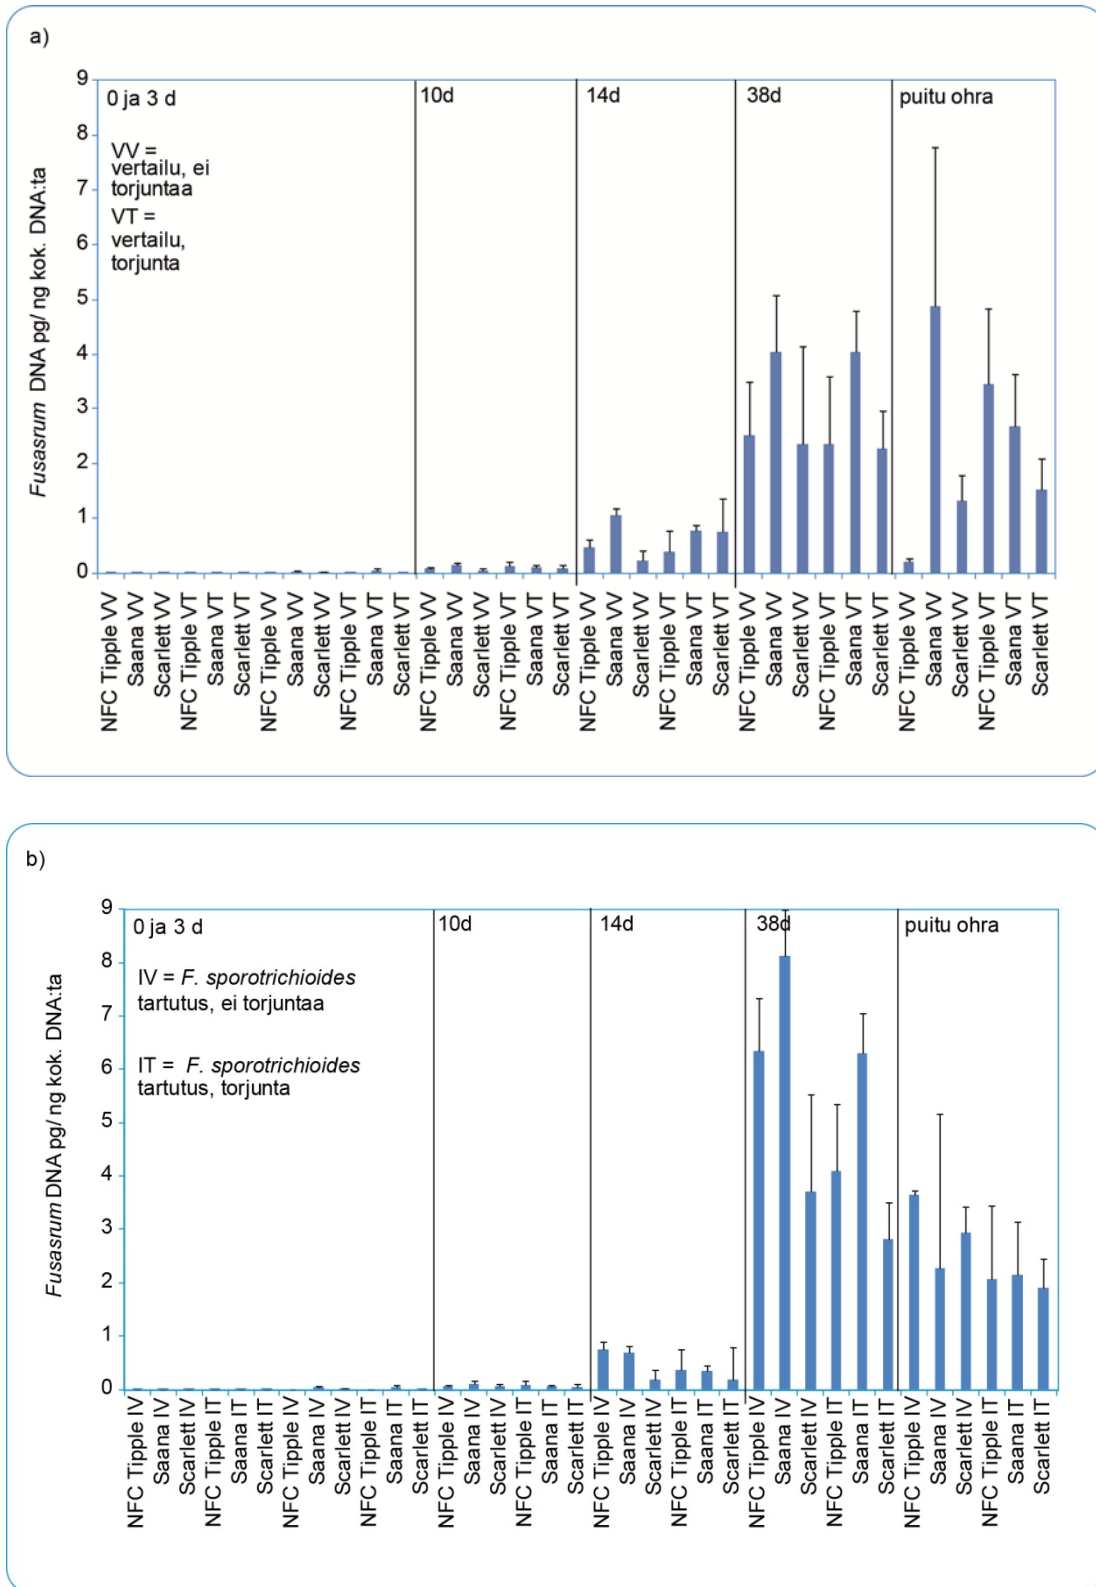 a)
Fusasrum DNA pg/ ng kok. DNA:ta
9
8
7
6
5
4
3
2
1
0
0 ja 3 d
10d
14d
38d
puitu ohra
VV =
vertailu, ei
torjuntaa
VT =
vertailu,
torjunta
NFC Tipple VV
Saana VV
Scarlett VV
NFC Tipple VT
Saana VT
Scarlett VT
NFC Tipple VV
Saana VV
Scarlett VV
NFC Tipple VT
Saana VT
Scarlett VT
NFC Tipple VV
Saana VV
Scarlett VV
NFC Tipple VT
Saana VT
Scarlett VT
NFC Tipple VV
Saana VV
Scarlett VV
NFC Tipple VT
Saana VT
Scarlett VT
NFC Tipple VV
Saana VV
Scarlett VV
NFC Tipple VT
Saana VT
Scarlett VT
NFC Tipple VV
Saana VV
Scarlett VV
NFC Tipple VT
Saana VT
Scarlett VT
b)
Fusasrum DNA pg/ ng kok. DNA:ta
9
8
7
6
5
4
3
2
1
0
0 ja 3 d
10d
14d
38d
puitu ohra
IV = F. sporotrichioides
tartutus, ei torjuntaa
IT = F. sporotrichioides
tartutus, torjunta
NFC Tipple IV
Saana IV
Scarlett IV
NFC Tipple IT
Saana IT
Scarlett IT
NFC Tipple IV
Saana IV
Scarlett IV
NFC Tipple IT
Saana IT
Scarlett IT
NFC Tipple IV
Saana IV
Scarlett IV
NFC Tipple IT
Saana IT
Scarlett IT
NFC Tipple IV
Saana IV
Scarlett IV
NFC Tipple IT
Saana IT
Scarlett IT
NFC Tipple IV
Saana IV
Scarlett IV
NFC Tipple IT
Saana IT
Scarlett IT
NFC Tipple IV
Saana IV
Scarlett IV
NFC Tipple IT
Saana IT
Scarlett IT